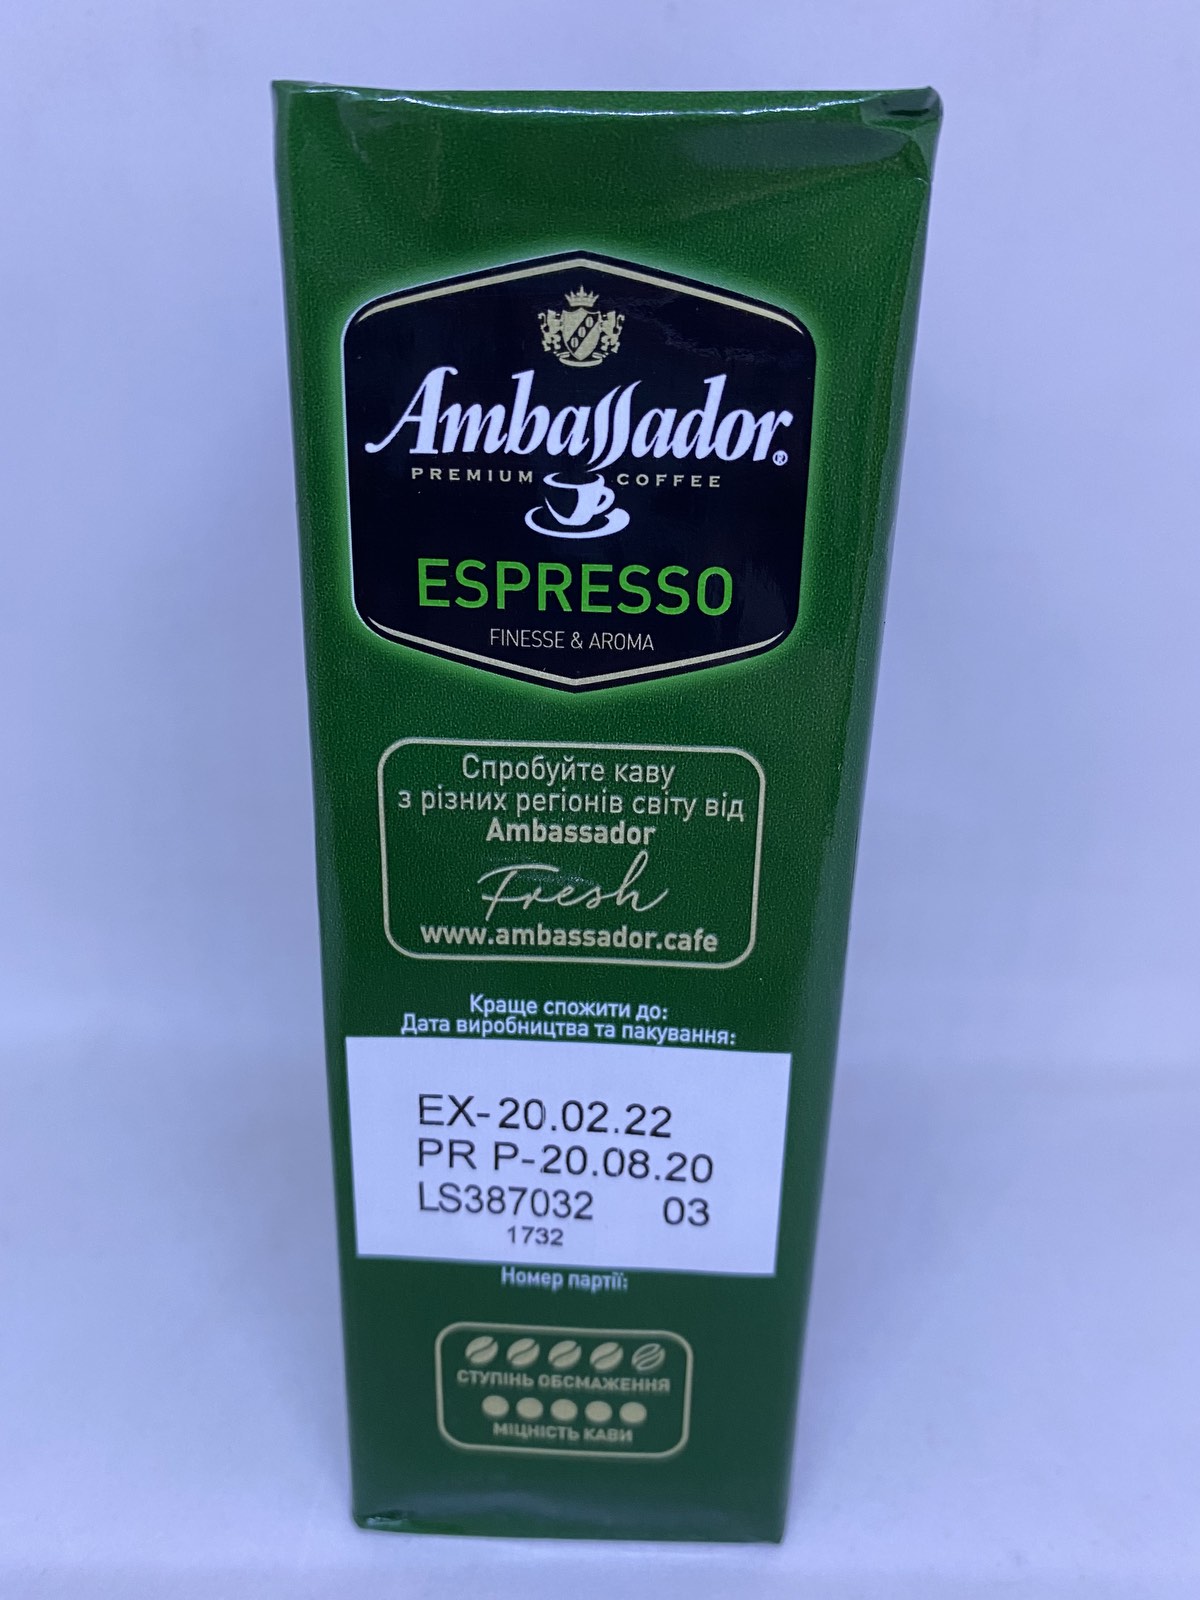 Ambassador®
PREMIUM COFFEE
ESPRESSO
FINESSE & AROMA
Спробуйте каву
з різних регіонів світу від
Ambassador
Fresh
www.ambassador.cafe
Краще спожити до:
Дата виробництва та пакування:
EX-20.02.22
PR P-20.08.20
LS387032 03
1732
Номер партії:
СТУПІНЬ ОБСМАЖЕННЯ
МІЦНІСТЬ КАВИ